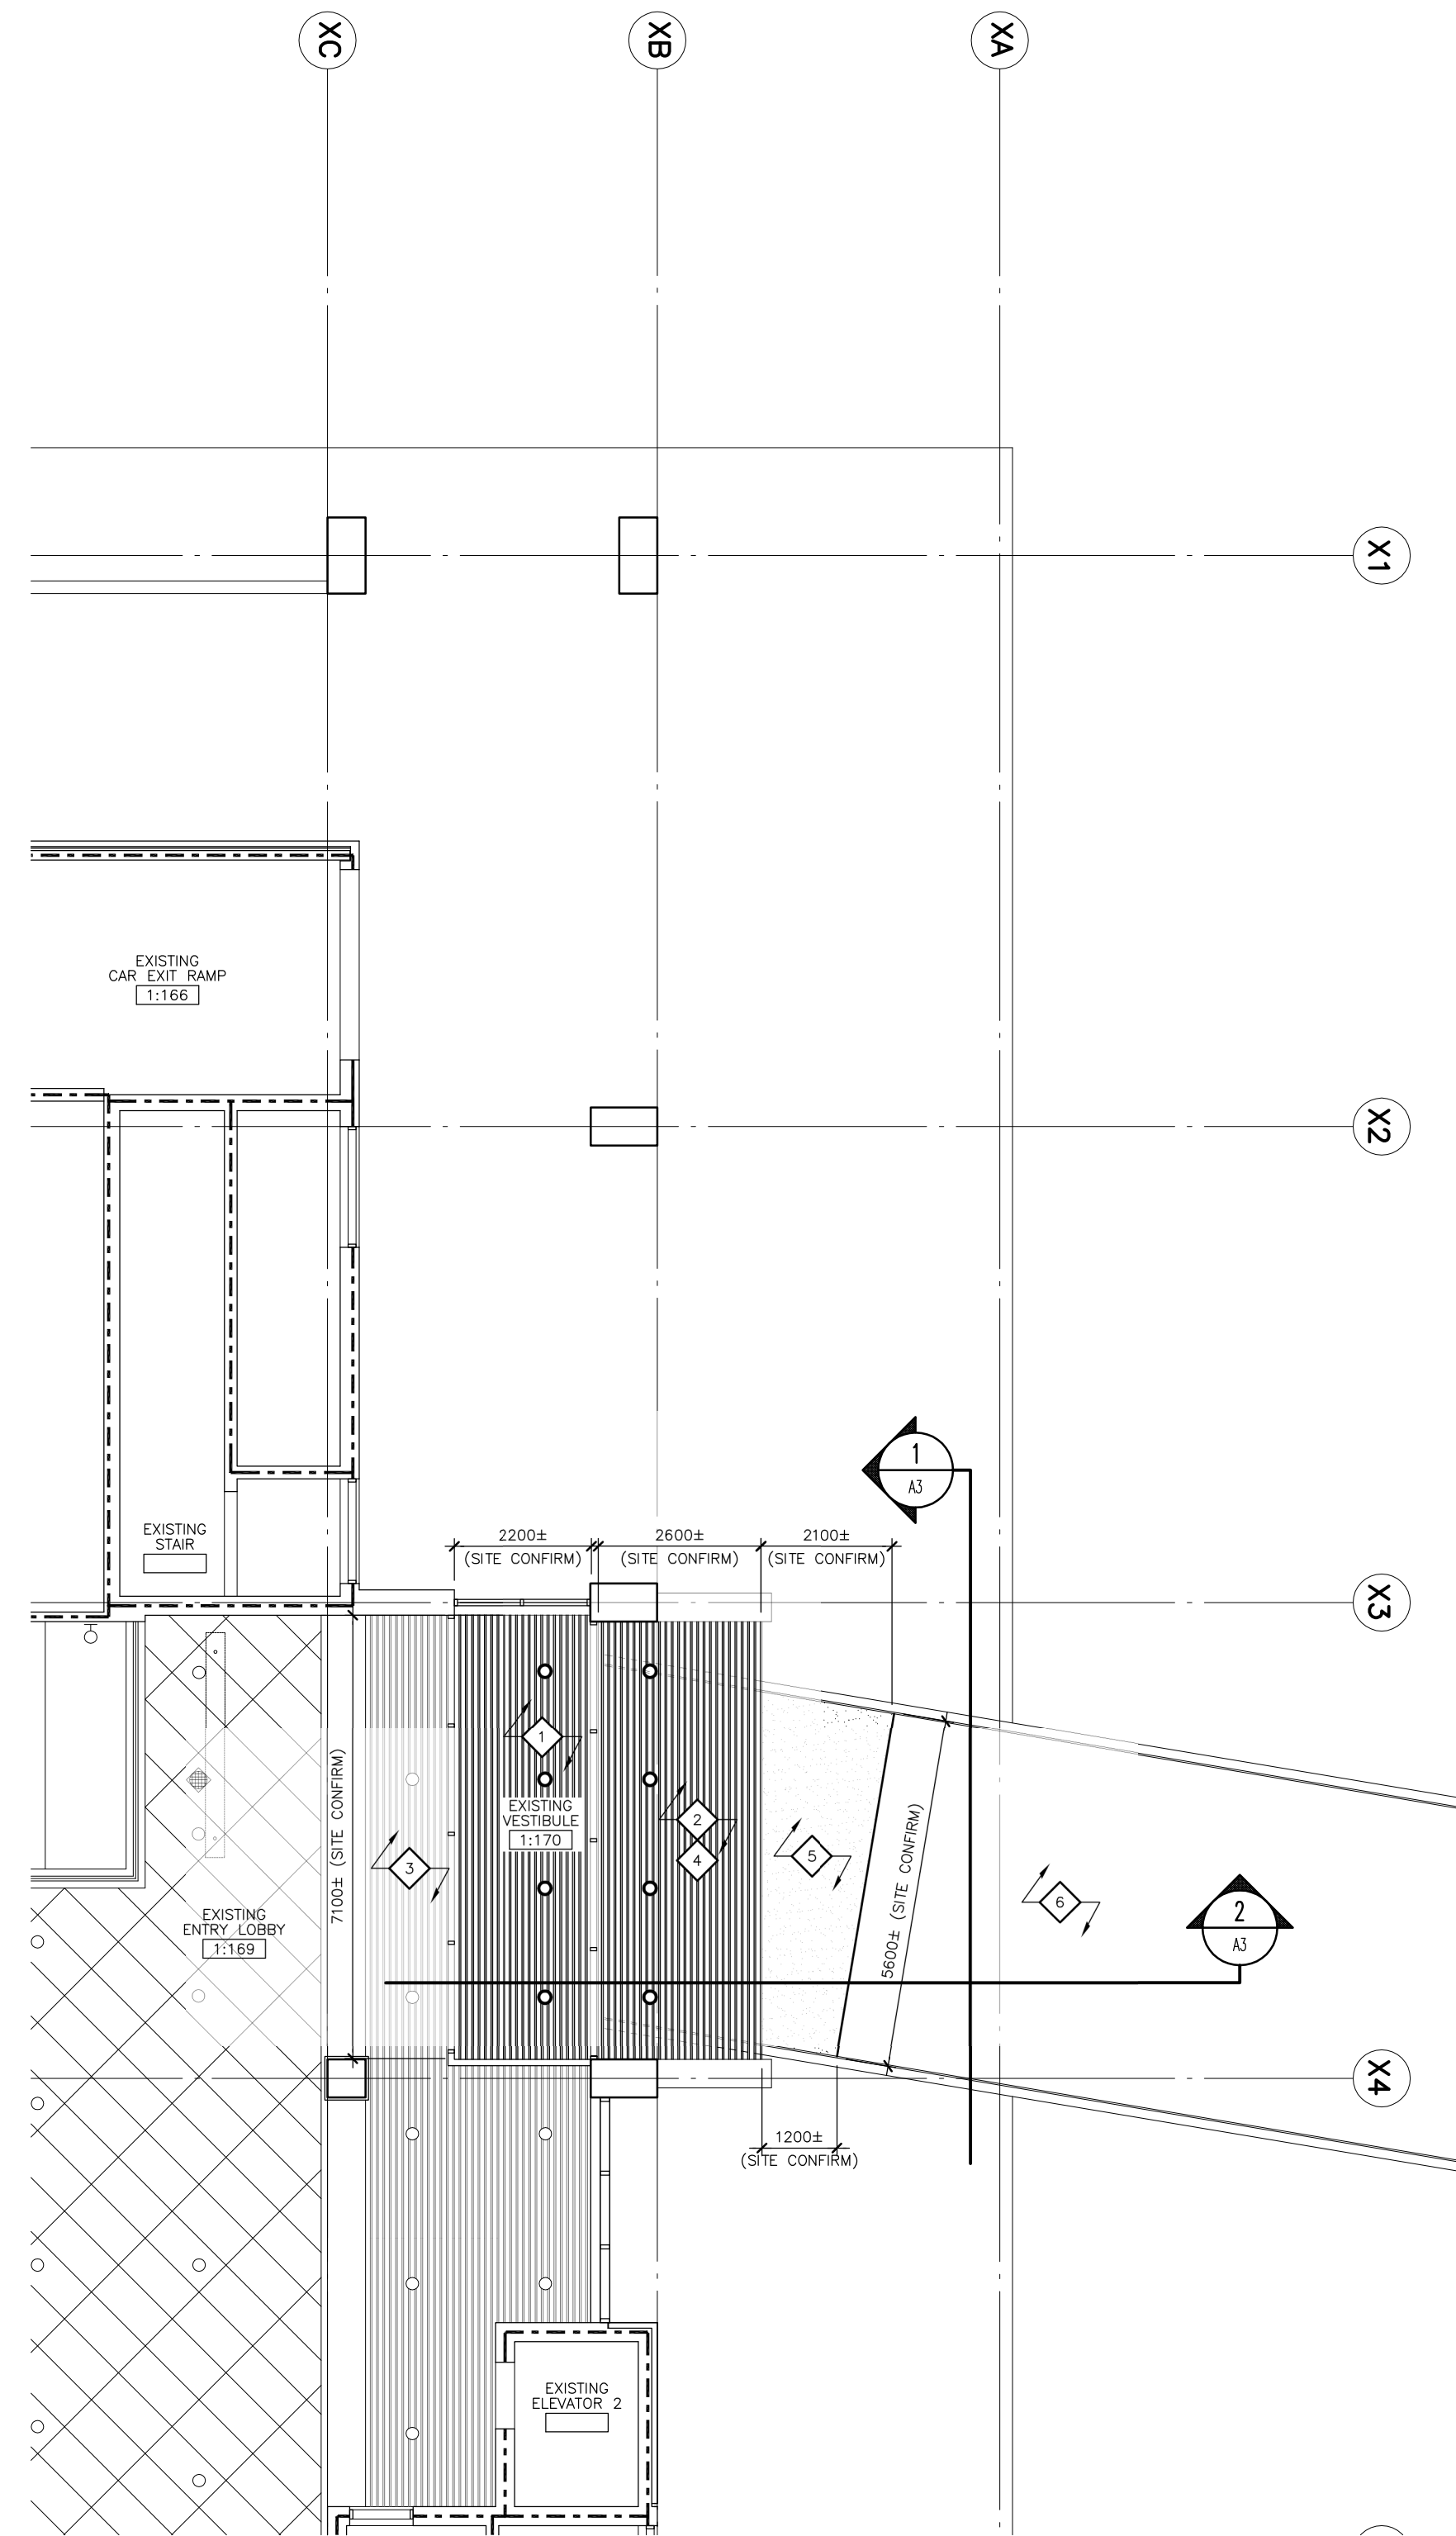 XC
XB
XA
X1
EXISTING
CAR EXIT RAMP
1:166
X2
1
A3
EXISTING
STAIR
2200±
(SITE CONFIRM)
2600±
(SITE CONFIRM)
2100±
(SITE CONFIRM)
X3
1
EXISTING
VESTIBULE
1:170
2
4
3
5
6
7100± (SITE CONFIRM)
5600± (SITE CONFIRM)
EXISTING
ENTRY LOBBY
1:169
2
A3
X4
1200±
(SITE CONFIRM)
EXISTING
ELEVATOR 2